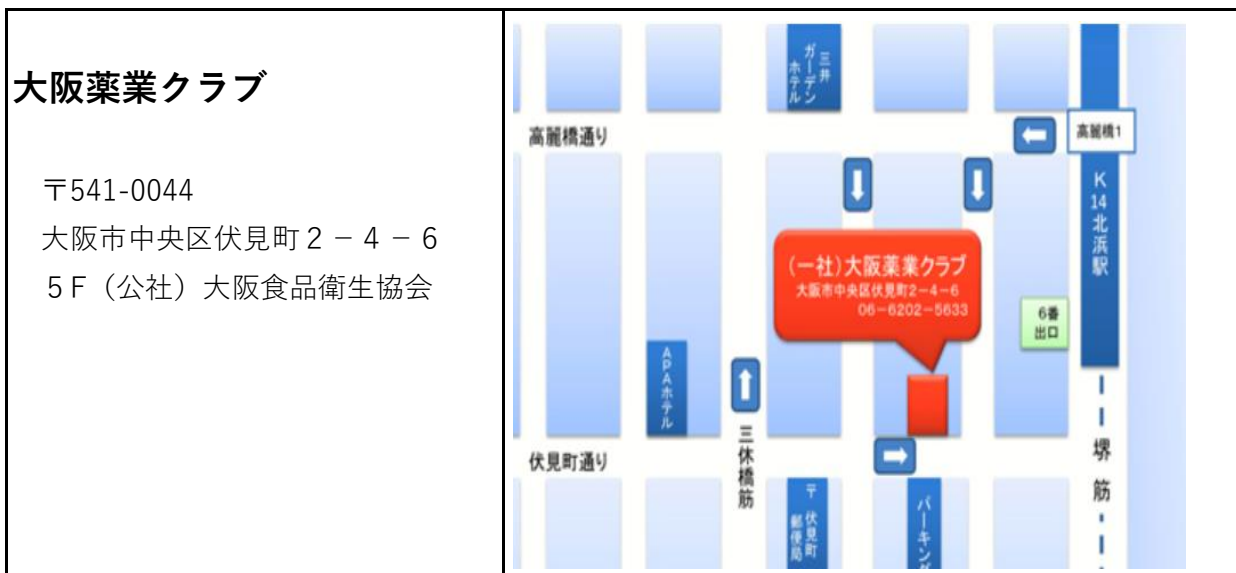 大阪薬業クラブ
〒541-0044
大阪市中央区伏見町２－４－６
５Ｆ（公社）大阪食品衛生協会
三井
ガーデン
ホテル
高麗橋通り
高麗橋1
K14北浜駅
(一社)大阪薬業クラブ
大阪市中央区伏見町2－4－6
06－6202－5633
6番
出口
APAホテル
三休橋筋
伏見町通り
堺筋
〒伏見町
郵便局
パーキング